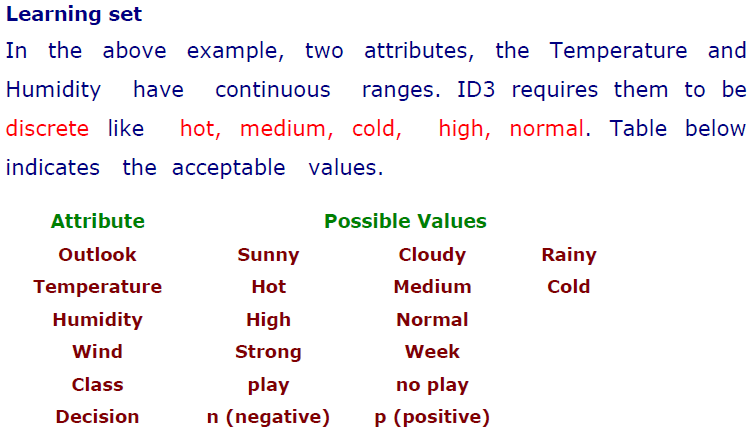 Learning set
In the above example, two attributes, the Temperature and
Humidity have continuous ranges. ID3 requires them to be
discrete like hot, medium, cold, high, normal. Table below
indicates the acceptable values.
Attribute Possible Values
Outlook Sunny Cloudy Rainy
Temperature Hot Medium Cold
Humidity High Normal
Wind Strong Week
Class play no play
Decision n (negative) p (positive)